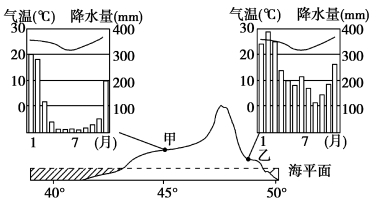 气温(℃) 降水量(mm)
30 400
20 300
10 200
0 100
1 7 (月)
气温(℃) 降水量(mm)
30 400
20 300
10 200
0 100
1 7 (月)
甲
乙
海平面
40° 45° 50°